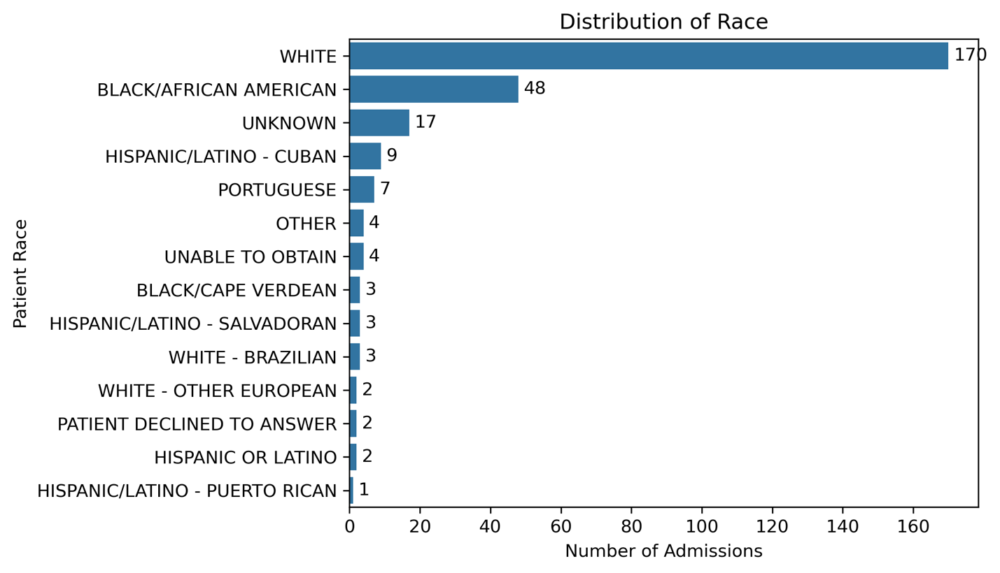 Distribution of Race
Patient Race
WHITE 170
BLACK/AFRICAN AMERICAN 48
UNKNOWN 17
HISPANIC/LATINO - CUBAN 9
PORTUGUESE 7
OTHER 4
UNABLE TO OBTAIN 4
BLACK/CAPE VERDEAN 3
HISPANIC/LATINO - SALVADORAN 3
WHITE - BRAZILIAN 3
WHITE - OTHER EUROPEAN 2
PATIENT DECLINED TO ANSWER 2
HISPANIC OR LATINO 2
HISPANIC/LATINO - PUERTO RICAN 1
0 20 40 60 80 100 120 140 160
Number of Admissions